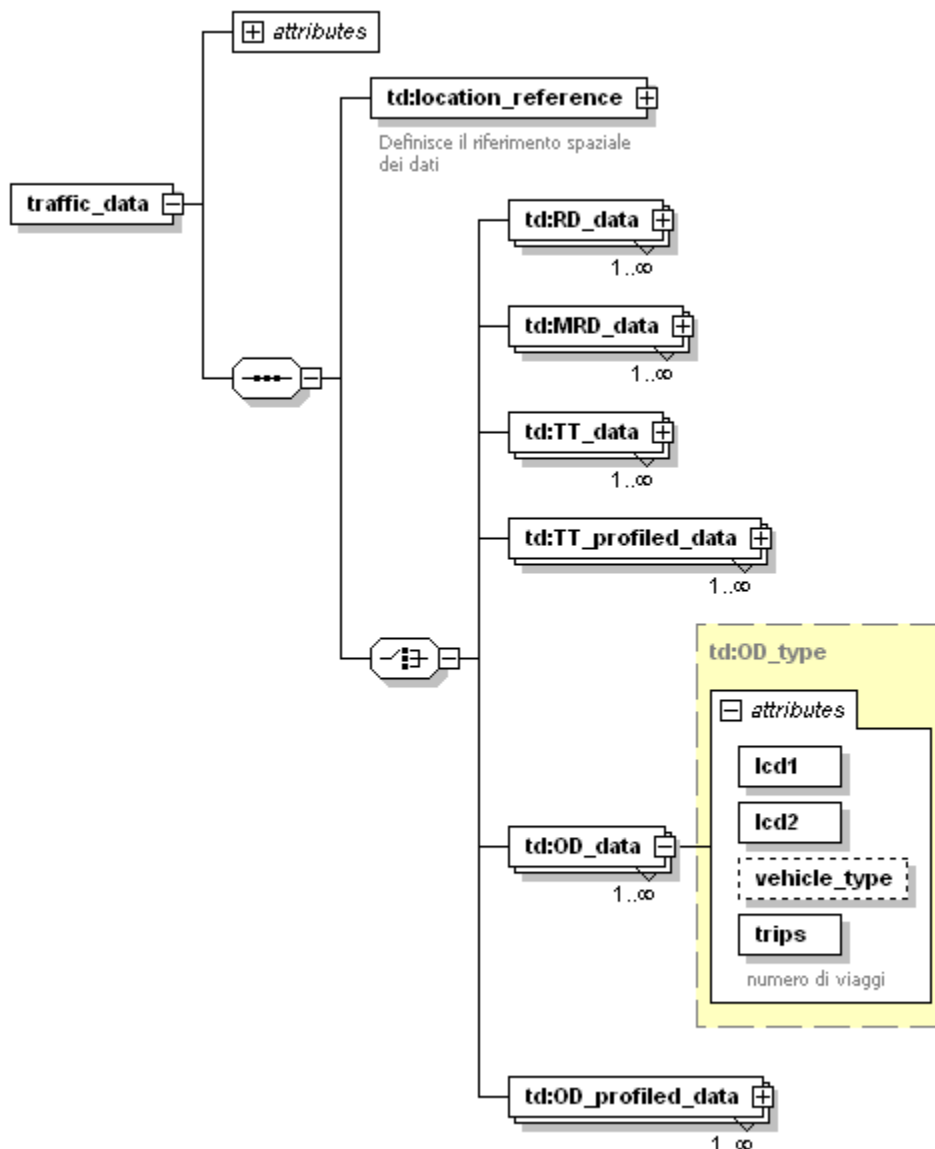 attributes
td:location_reference
Definisce il riferimento spaziale
dei dati
traffic_data
td:RD_data
1..∞
td:MRD_data
1..∞
td:TT_data
1..∞
td:TT_profiled_data
1..∞
td:OD_type
attributes
lcd1
lcd2
td:OD_data
1..∞
vehicle_type
trips
numero di viaggi
td:OD_profiled_data
1..∞